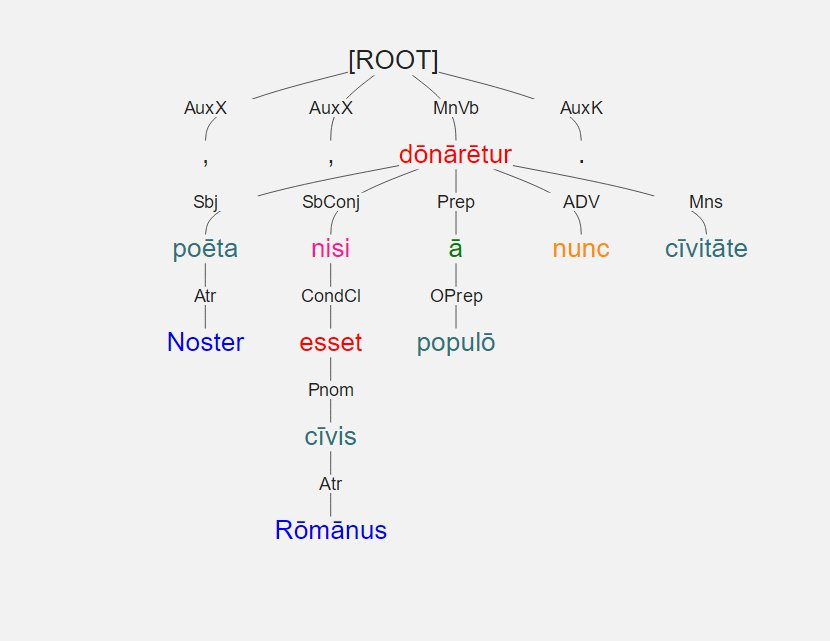 [ROOT]
AuxX AuxX MnVb AuxK
, , dōnārētur .
Sbj SbConj Prep ADV Mns
poēta nisi ā nunc cīvitāte
Atr CondCl OPrep
Noster esset populō
Pnom
cīvis
Atr
Rōmānus